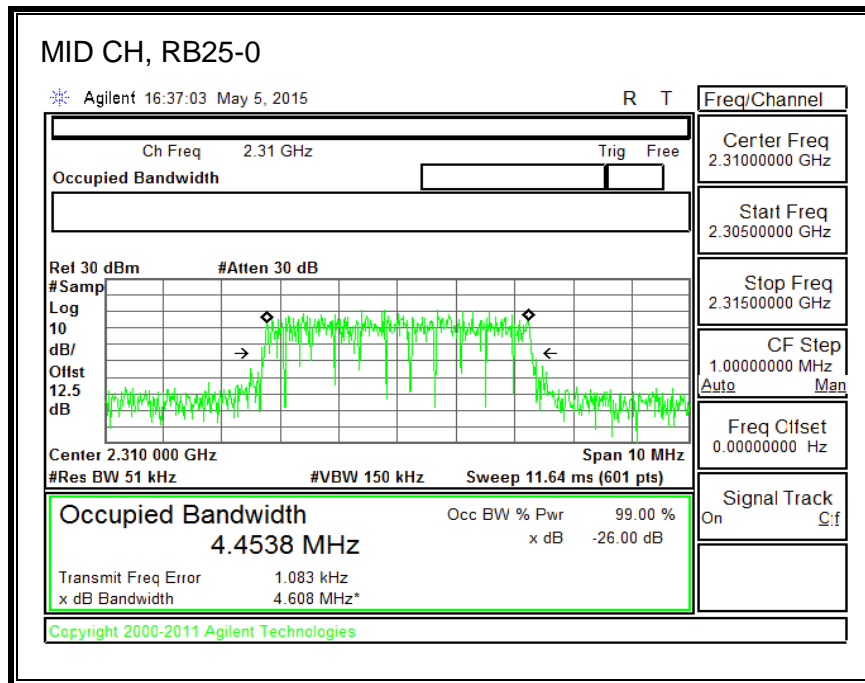 MID CH, RB25-0
Agilent 16:37:03 May 5, 2015 R T
Freq/Channel
Ch Freq 2.31 GHz Trig Free
Occupied Bandwidth
Center Freq
2.31000000 GHz
Start Freq
2.30500000 GHz
Stop Freq
2.31500000 GHz
CF Step
1.00000000 MHz
Auto Man
Freq Offset
0.00000000 Hz
Signal Track
On Off
Ref 30 dBm #Atten 30 dB
#Samp
Log
10
dB/
Offst
12.5
dB
Center 2.310 000 GHz Span 10 MHz
#Res BW 51 kHz #VBW 150 kHz Sweep 11.64 ms (601 pts)
Occupied Bandwidth
4.4538 MHz
Occ BW % Pwr 99.00 %
x dB -26.00 dB
Transmit Freq Error 1.083 kHz
x dB Bandwidth 4.608 MHz*
Copyright 2000-2011 Agilent Technologies